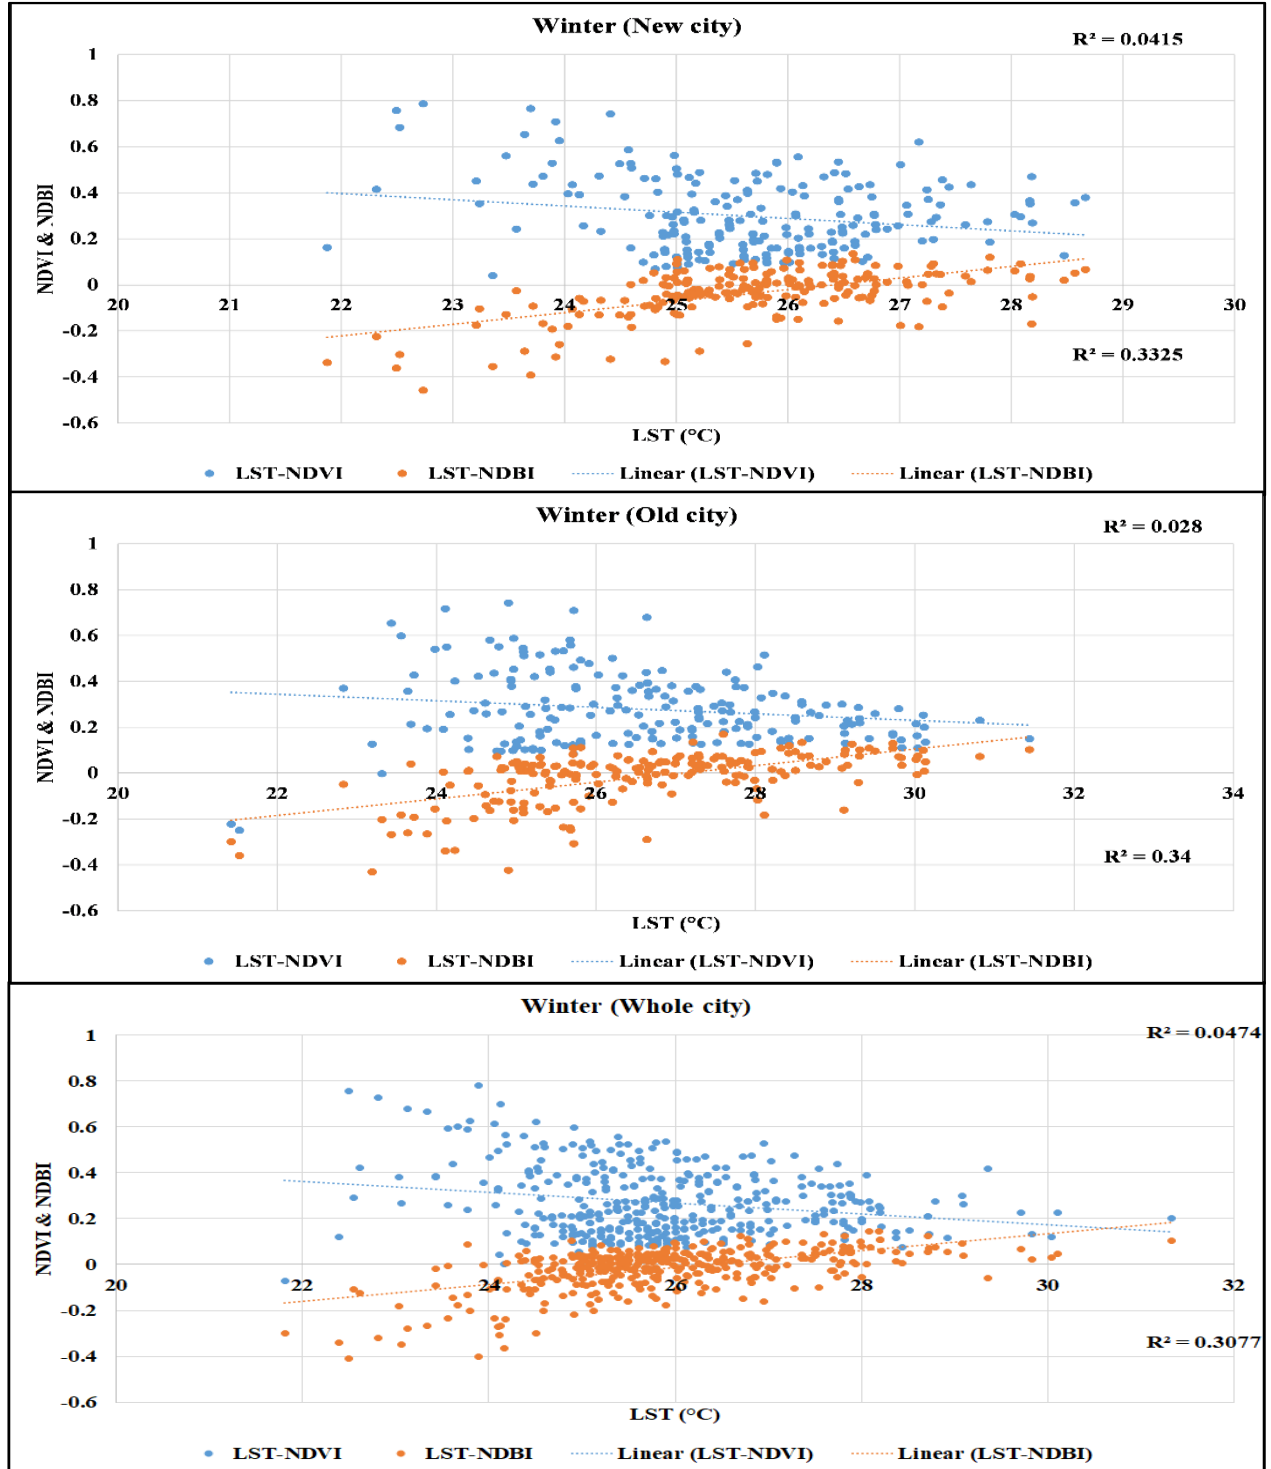 Winter (New city)
R² = 0.0415
1
0.8
0.6
0.4
0.2
0
-0.2
-0.4
-0.6
NDVI & NDBI
20 21 22 23 24 25 26 27 28 29 30
R² = 0.3325
LST (°C)
LST-NDVI LST-NDBI Linear (LST-NDVI) Linear (LST-NDBI)
Winter (Old city)
R² = 0.028
1
0.8
0.6
0.4
0.2
0
-0.2
-0.4
-0.6
NDVI & NDBI
20 22 24 26 28 30 32 34
R² = 0.34
LST (°C)
LST-NDVI LST-NDBI Linear (LST-NDVI) Linear (LST-NDBI)
Winter (Whole city)
R² = 0.0474
1
0.8
0.6
0.4
0.2
0
-0.2
-0.4
-0.6
NDVI & NDBI
20 22 24 26 28 30 32
R² = 0.3077
LST (°C)
LST-NDVI LST-NDBI Linear (LST-NDVI) Linear (LST-NDBI)